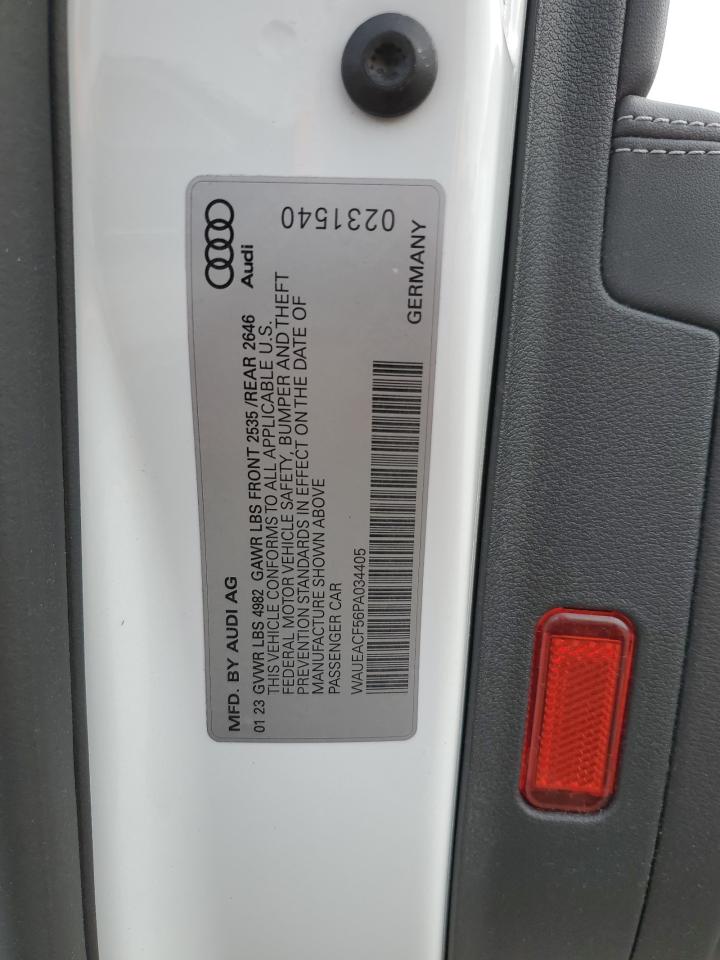 MFD. BY AUDI AG
Audi
01 23 GVWR LBS 4982 GAWR LBS FRONT 2535 /REAR 2646
THIS VEHICLE CONFORMS TO ALL APPLICABLE U.S.
FEDERAL MOTOR VEHICLE SAFETY, BUMPER AND THEFT
PREVENTION STANDARDS IN EFFECT ON THE DATE OF
MANUFACTURE SHOWN ABOVE
PASSENGER CAR
WAUEACF56PA034405
GERMANY
0231540